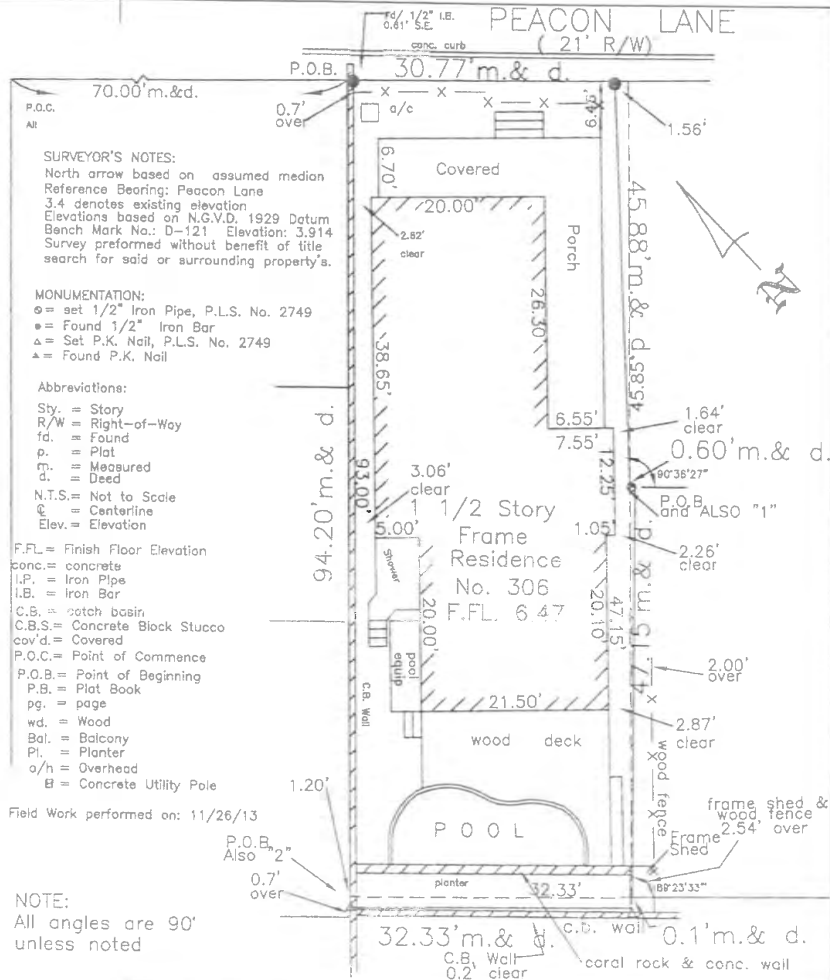 fd/ 1/2" I.B.
0.61' S.E.
PEACON LANE
conc. curb
( 21' R/W)
P.O.B.
30.77'm.& d.
70.00'm.&d.
P.O.C.
All
0.7'
over
a/c
6.45'
1.56'
SURVEYOR'S NOTES:
North arrow based on assumed median
Reference Bearing: Peacon Lane
3.4 denotes existing elevation
Elevations based on N.G.V.D. 1929 Datum
Bench Mark No.: D-121 Elevation: 3.914
Survey preformed without benefit of title
search for said or surrounding property's.
6.70'
Covered
Porch
20.00'
2.82'
clear
26.30'
38.65'
45.88'm.& d.
45.85'
N
MONUMENTATION:
= set 1/2" Iron Pipe, P.L.S. No. 2749
= Found 1/2" Iron Bar
= Set P.K. Nail, P.L.S. No. 2749
= Found P.K. Nail
Abbreviations:
Sty. = Story
R/W = Right-of-Way
fd. = Found
p. = Plat
m. = Measured
d. = Deed
N.T.S.= Not to Scale
℄ = Centerline
Elev. = Elevation
F.FL.= Finish Floor Elevation
conc.= concrete
I.P. = Iron Pipe
I.B. = Iron Bar
C.B. = catch basin
C.B.S.= Concrete Block Stucco
cov'd.= Covered
P.O.C.= Point of Commence
P.O.B.= Point of Beginning
P.B. = Plat Book
pg. = page
wd. = Wood
Bal. = Balcony
Pl. = Planter
a/h = Overhead
= Concrete Utility Pole
Field Work performed on: 11/26/13
94.20'm.& d.
93.00'
6.55'
7.55'
1.64'
clear
0.60'm.& d.
12.25'
90°36'27"
P.O.B.
and ALSO "1"
3.06'
clear
5.00'
1 1/2 Story
Frame
Residence
No. 306
F.FL. 6.47
1.05'
2.26'
clear
Shower
20.00'
20.10'
47.15'
47.15'm.& d.
pool
equip
2.00'
over
21.50'
C.B. Wall
2.87'
clear
wood deck
wood fence
1.20'
POOL
frame shed &
wood fence
2.54' over
Frame
Shed
P.O.B.
Also "2"
0.7'
over
planter
32.33'
89°23'33"
NOTE:
All angles are 90'
unless noted
32.33'm.& d.
0.1'm.& d.
C.B. Wall
0.2' clear
coral rock & conc. wall